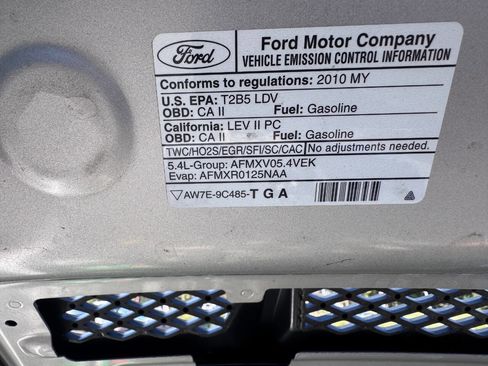 Ford
Ford Motor Company
VEHICLE EMISSION CONTROL INFORMATION
Conforms to regulations: 2010 MY
U.S. EPA: T2B5 LDV
OBD: CA II Fuel: Gasoline
California: LEV II PC
OBD: CA II Fuel: Gasoline
TWC/HO2S/EGR/SFI/SC/CAC No adjustments needed.
5.4L-Group: AFMXV05.4VEK
Evap: AFMXR0125NAA
AW7E-9C485-T G A